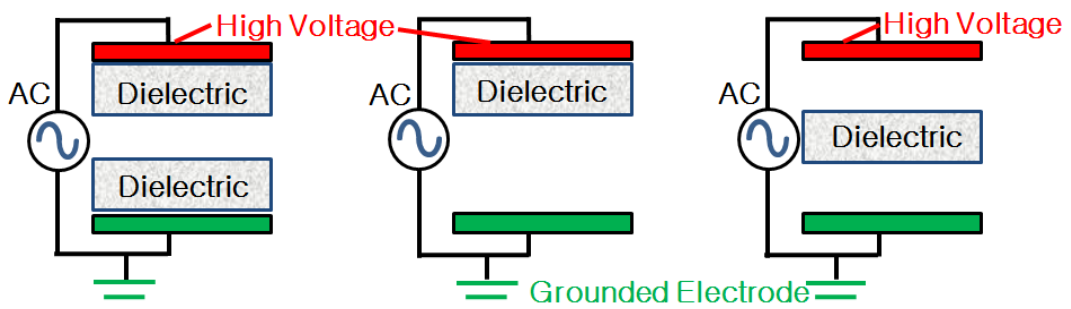 High Voltage
High Voltage
AC
Dielectric
AC
Dielectric
AC
Dielectric
Dielectric
Grounded Electrode